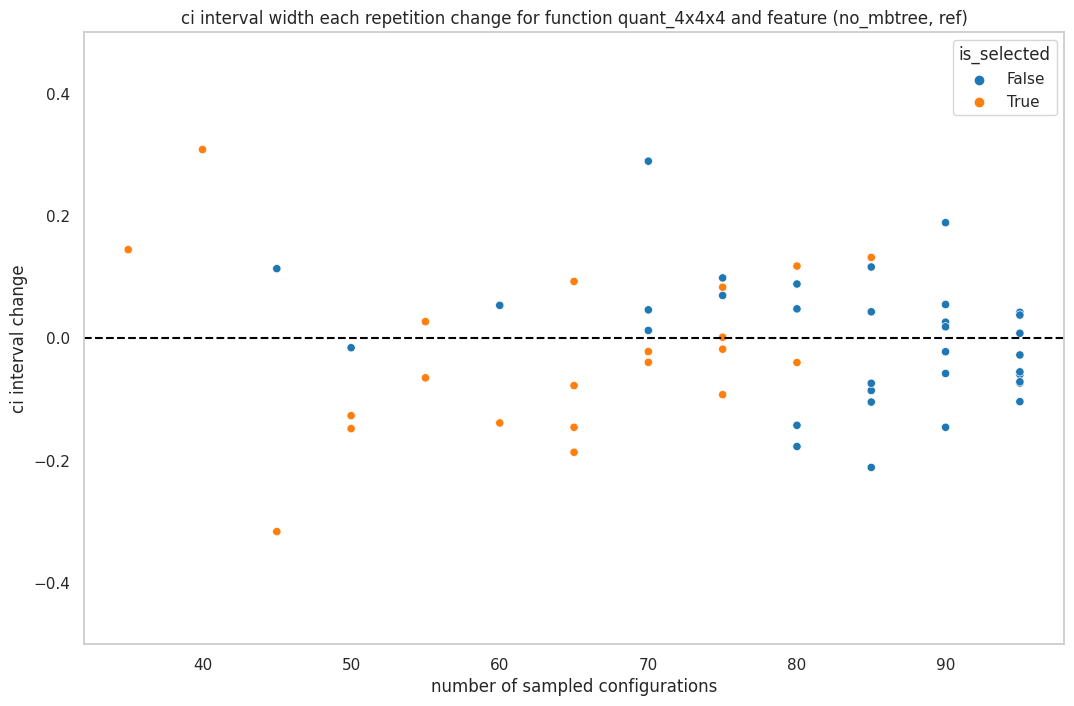 ci interval width each repetition change for function quant_4x4x4 and feature (no_mbtree, ref)
is_selected
False
True
ci interval change
0.4
0.2
0.0
−0.2
−0.4
40
50
60
70
80
90
number of sampled configurations